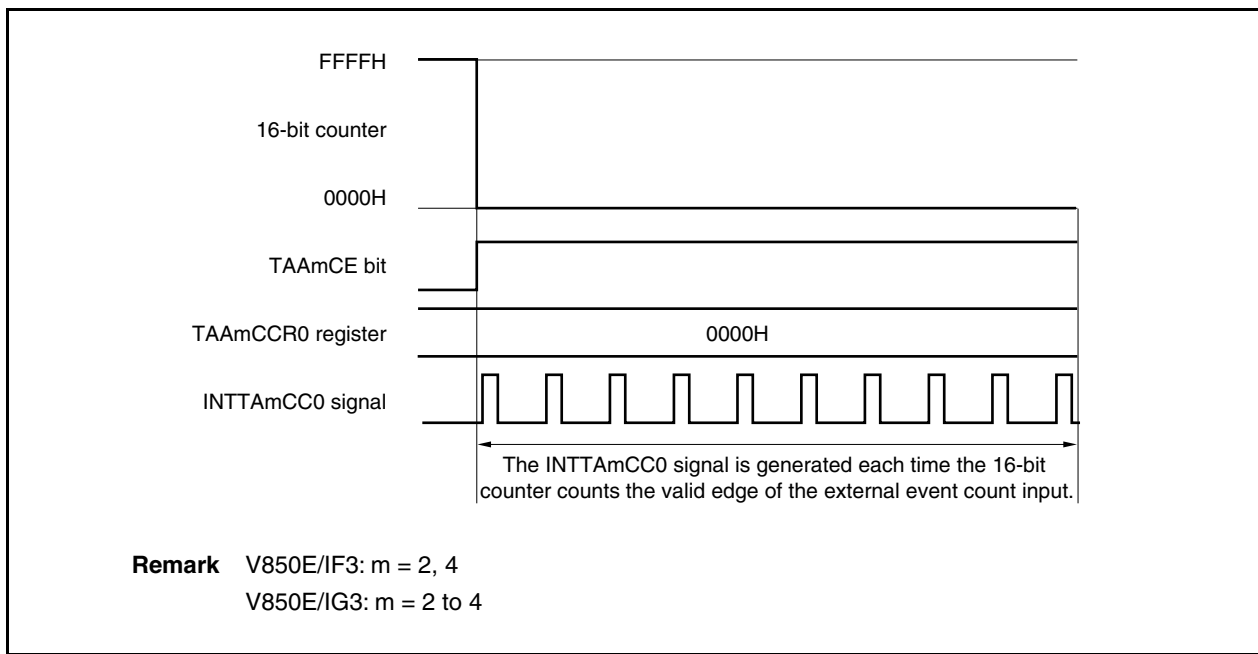 FFFFH
16-bit counter
0000H
TAAmCE bit
TAAmCCR0 register
0000H
INTTAmCC0 signal
The INTTAmCC0 signal is generated each time the 16-bit
counter counts the valid edge of the external event count input.
Remark V850E/IF3: m = 2, 4
V850E/IG3: m = 2 to 4